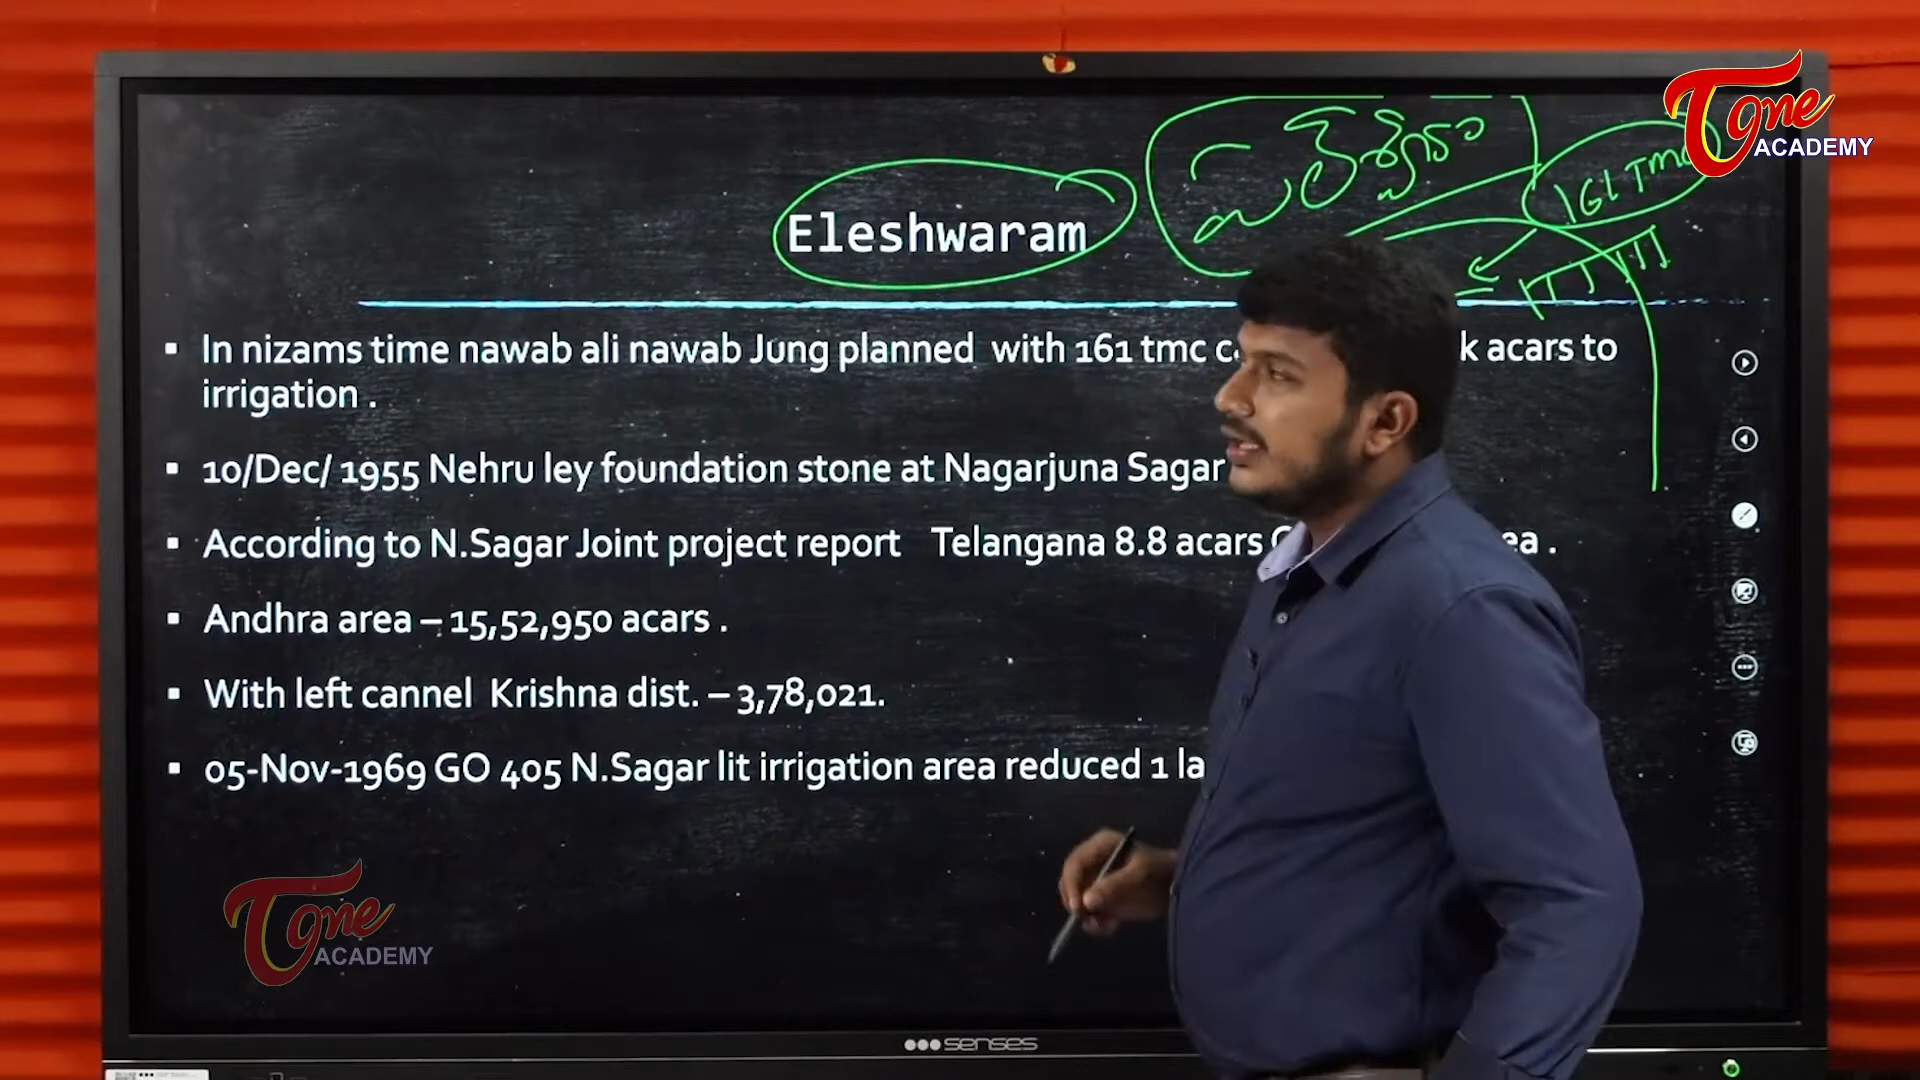 Tone
ACADEMY
161 Tmc
Eleshwaram
▪ In nizams time nawab ali nawab Jung planned with 161 tmc k acars to
irrigation .
▪ 10/Dec/ 1955 Nehru ley foundation stone at Nagarjuna Sagar
▪ According to N.Sagar Joint project report Telangana 8.8 acars
▪ Andhra area – 15,52,950 acars .
▪ With left cannel Krishna dist. – 3,78,021.
▪ 05-Nov-1969 GO 405 N.Sagar lit irrigation area reduced 1 la
Tone
ACADEMY
senses